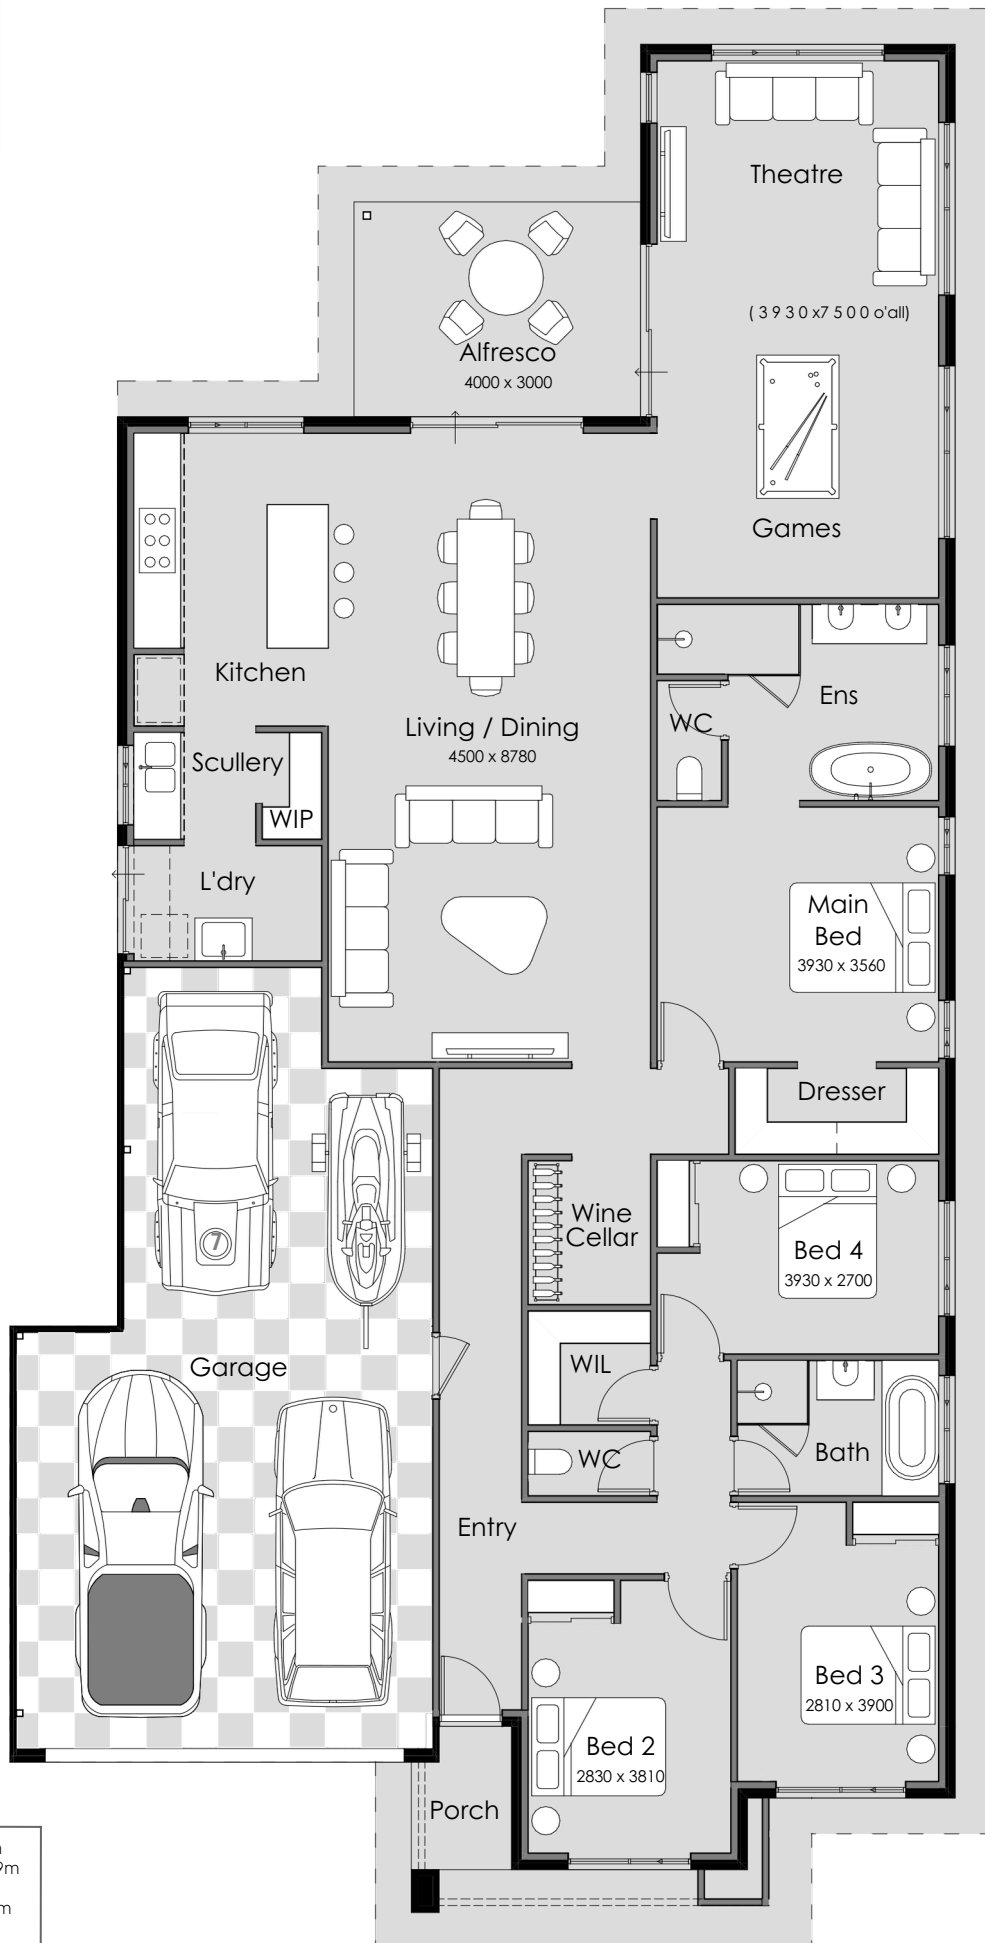 Theatre
( 3 9 3 0 x7 5 0 0 o'all)
Alfresco
4000 x 3000
Games
Kitchen
Ens
WC
Living / Dining
4500 x 8780
Scullery
WIP
L'dry
Main
Bed
3930 x 3560
Dresser
Wine
Cellar
Bed 4
3930 x 2700
7
Garage
WIL
WC
Bath
Entry
Bed 3
2810 x 3900
Bed 2
2830 x 3810
Porch
m